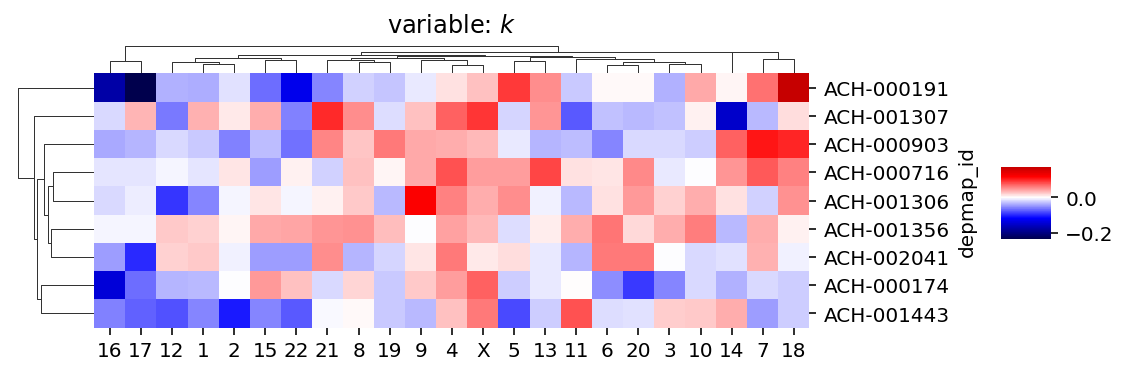 variable: k
ACH-000191
ACH-001307
ACH-000903
ACH-000716
ACH-001306
ACH-001356
ACH-002041
ACH-000174
ACH-001443
depmap_id
0.0
−0.2
16 17 12 1 2 15 22 21 8 19 9 4 X 5 13 11 6 20 3 10 14 7 18